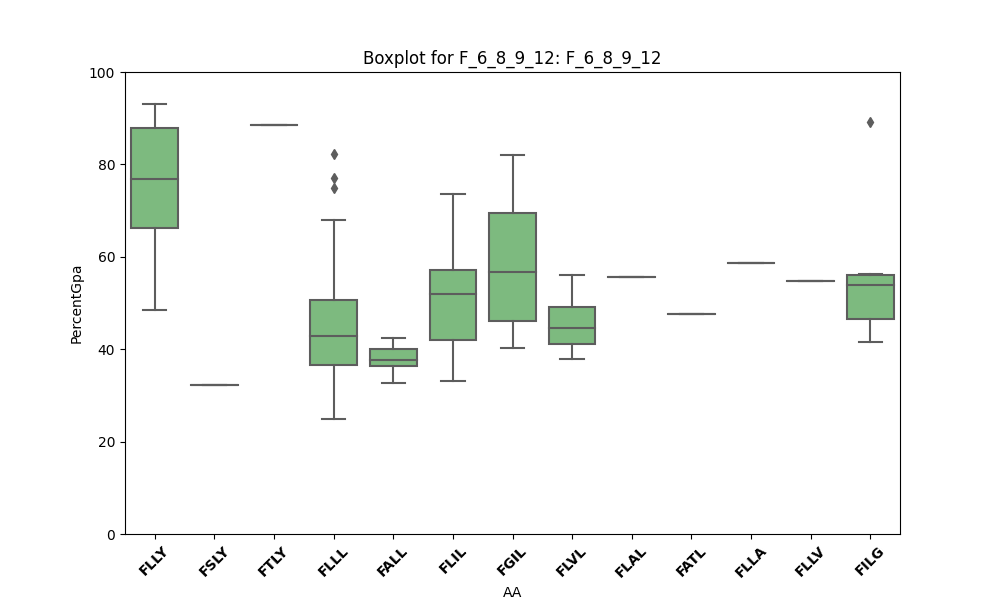 Boxplot for F_6_8_9_12: F_6_8_9_12
100
80
60
40
20
0
PercentGpa
FLLY
FSLY
FTLY
FLLL
FALL
FLIL
FGIL
FLVL
FLAL
FATL
FLLA
FLLV
FILG
AA